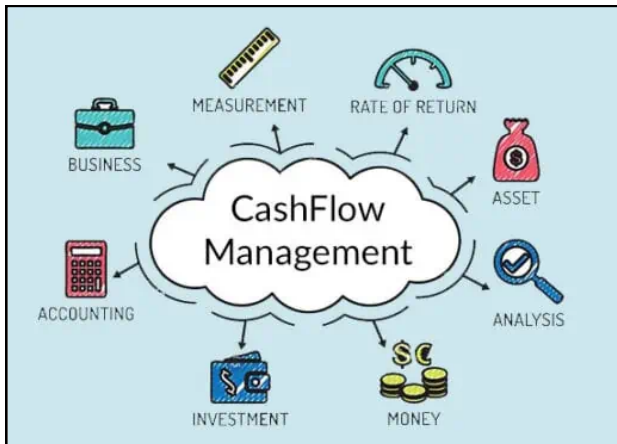 MEASUREMENT
RATE OF RETURN
BUSINESS
ASSET
CashFlow
Management
ACCOUNTING
ANALYSIS
INVESTMENT
MONEY